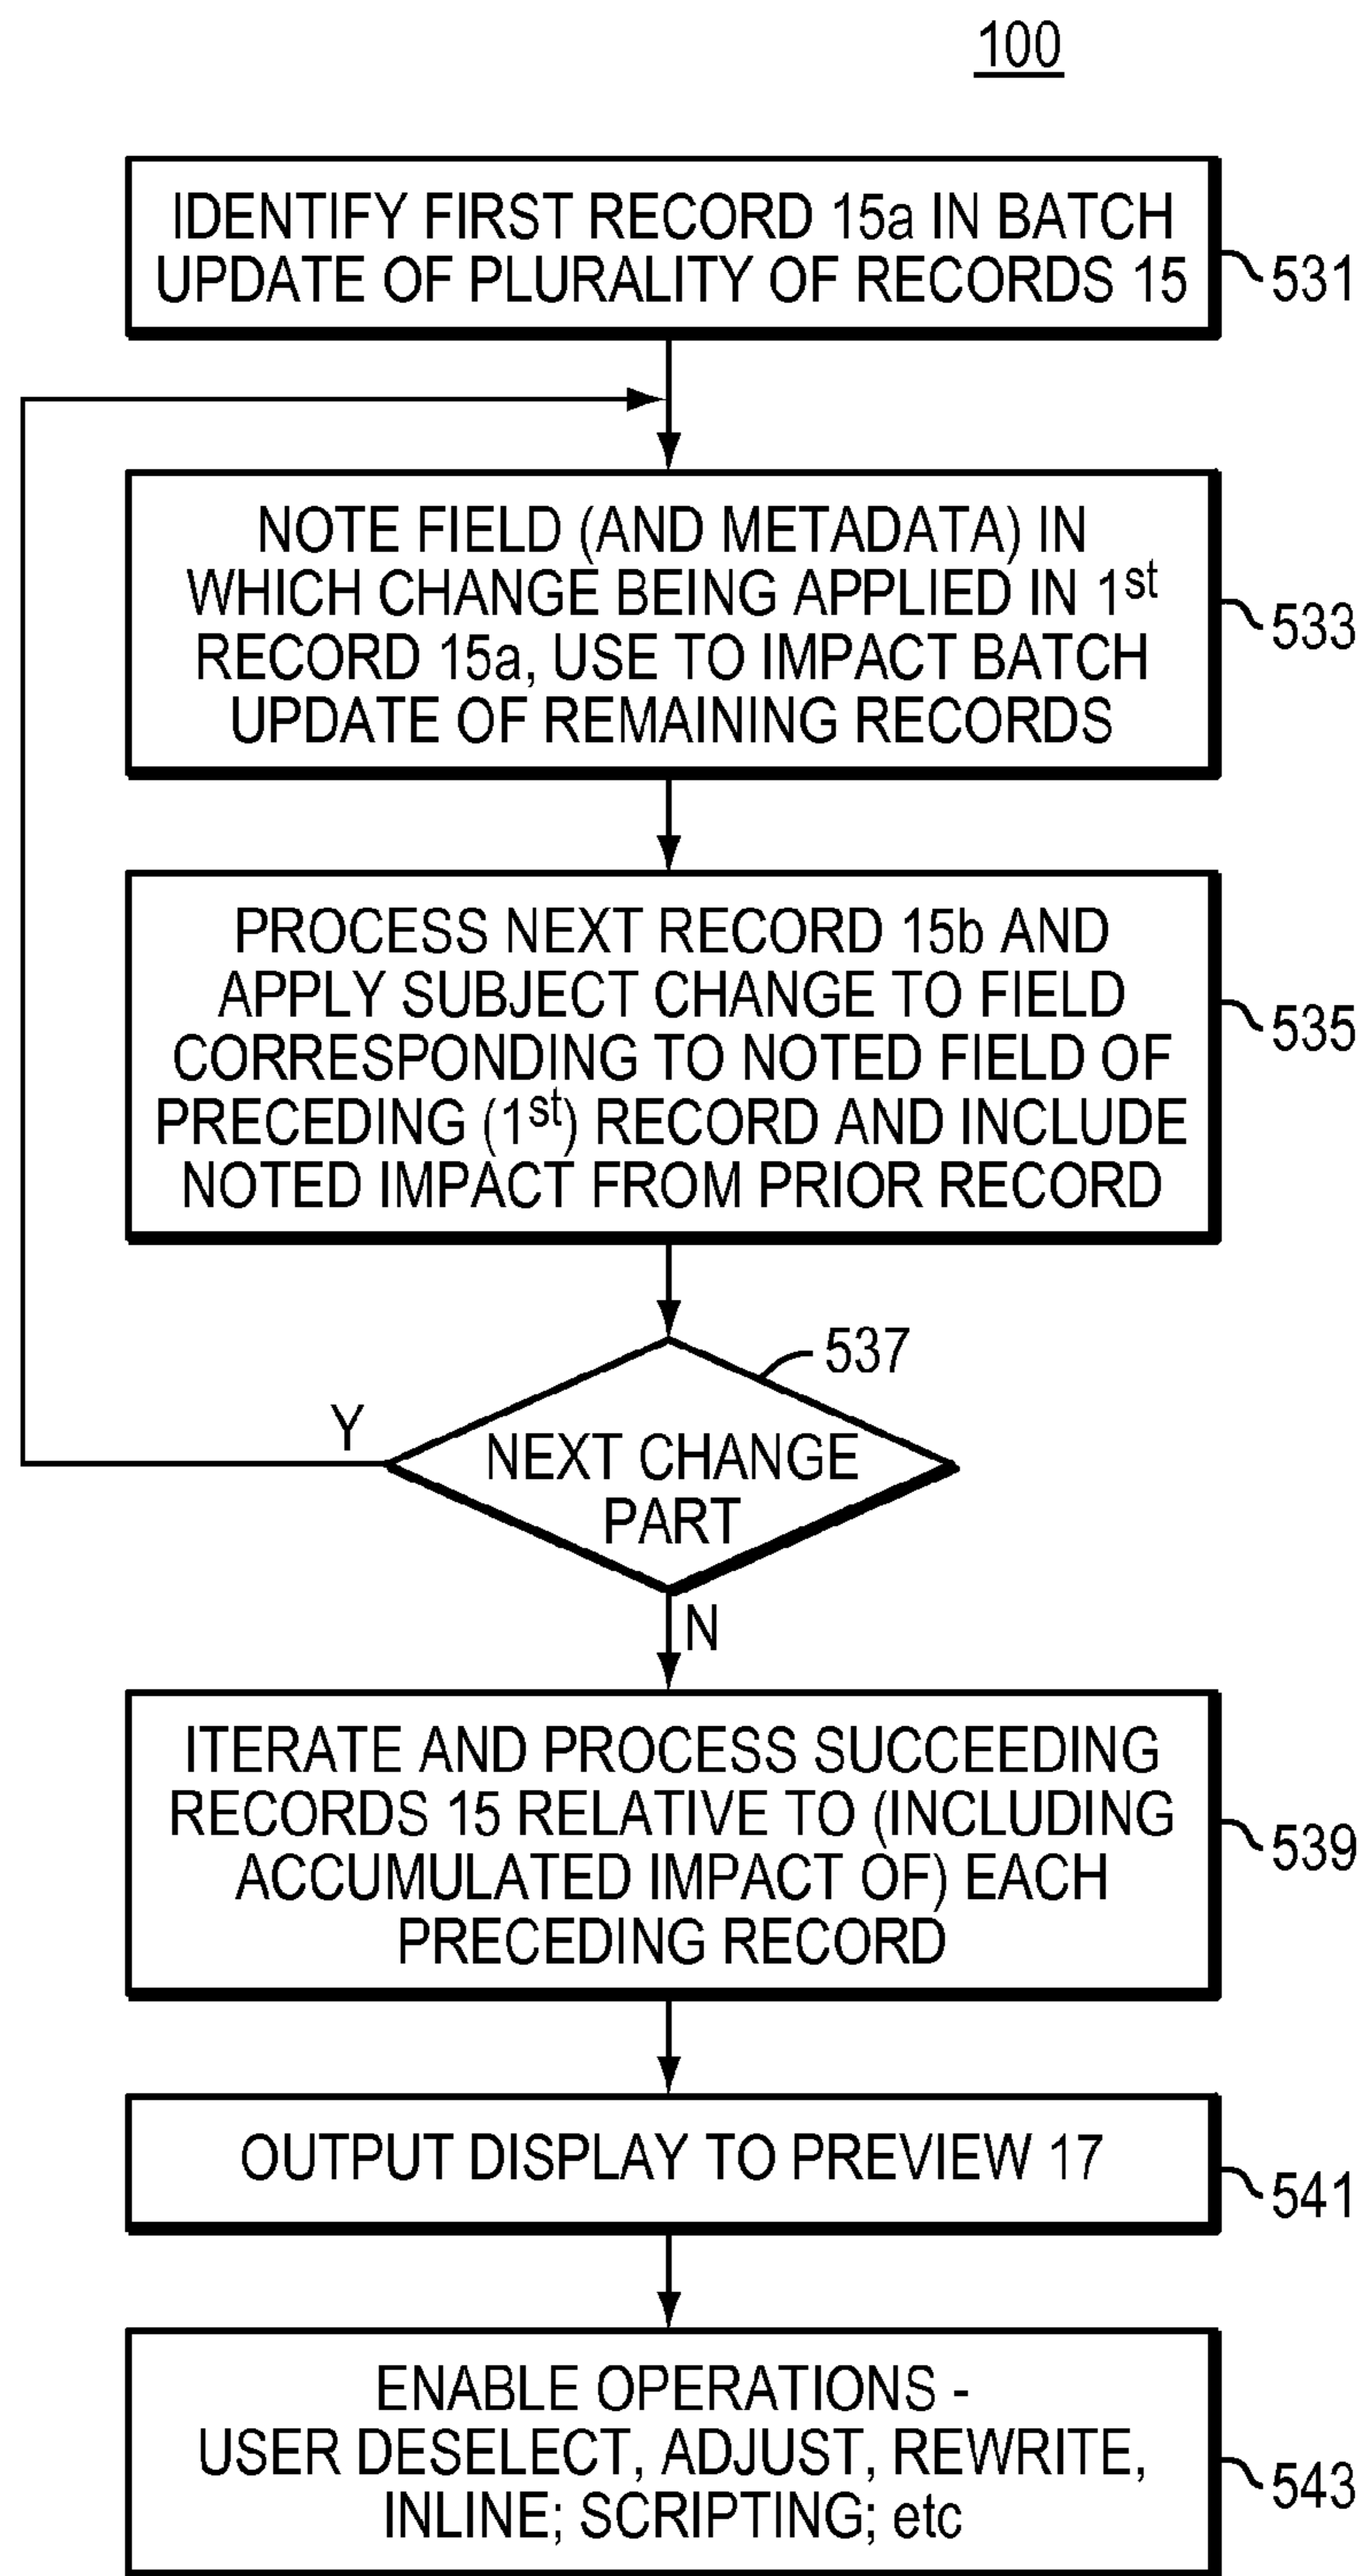 100
IDENTIFY FIRST RECORD 15a IN BATCH
UPDATE OF PLURALITY OF RECORDS 15
531
NOTE FIELD (AND METADATA) IN
WHICH CHANGE BEING APPLIED IN 1st
RECORD 15a, USE TO IMPACT BATCH
UPDATE OF REMAINING RECORDS
533
PROCESS NEXT RECORD 15b AND
APPLY SUBJECT CHANGE TO FIELD
CORRESPONDING TO NOTED FIELD OF
PRECEDING (1st) RECORD AND INCLUDE
NOTED IMPACT FROM PRIOR RECORD
535
537
Y
NEXT CHANGE
PART
N
ITERATE AND PROCESS SUCCEEDING
RECORDS 15 RELATIVE TO (INCLUDING
ACCUMULATED IMPACT OF) EACH
PRECEDING RECORD
539
OUTPUT DISPLAY TO PREVIEW 17
541
ENABLE OPERATIONS -
USER DESELECT, ADJUST, REWRITE,
INLINE; SCRIPTING; etc
543